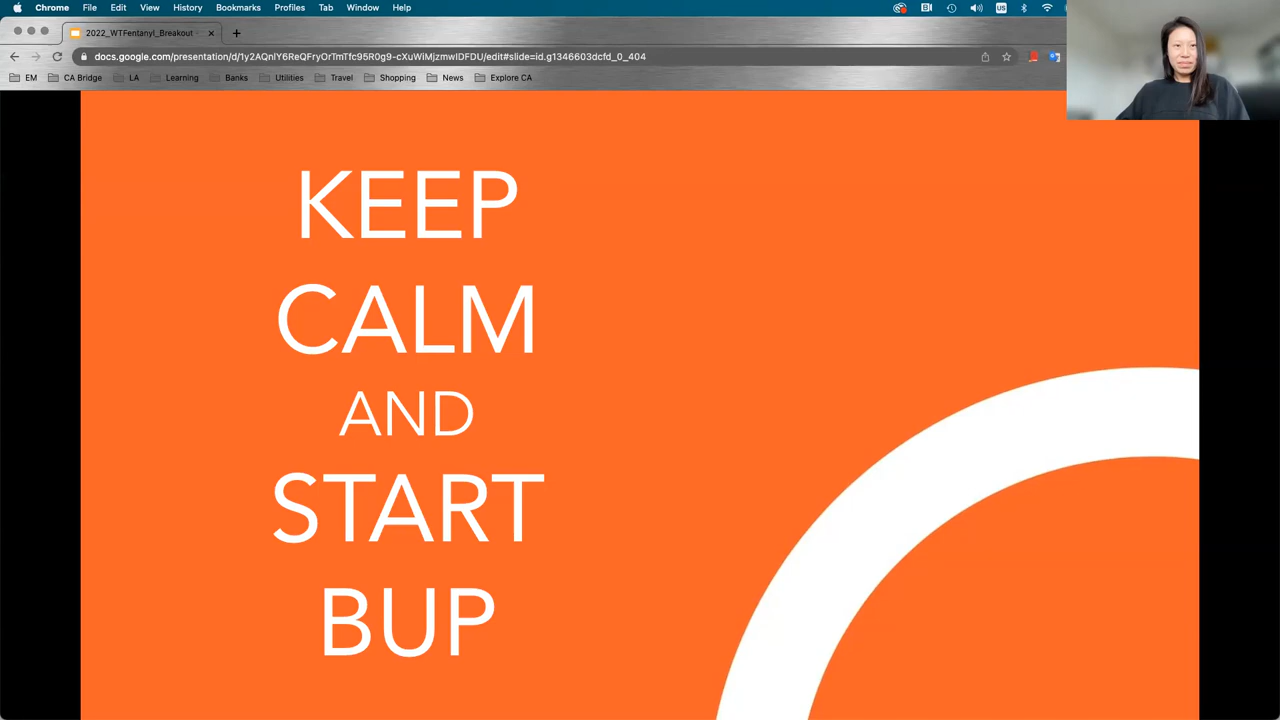 Chrome File Edit View History Bookmarks Profiles Tab Window Help
2022_WTFentanyl_Breakout
docs.google.com/presentation/d/1y2AQnlY6ReQFryOrTmTfc95R0g9-cXuWiMjzmwIDFDU/edit#slide=id.g1346603dcfd_0_404
EM CA Bridge LA Learning Banks Utilities Travel Shopping News Explore CA
KEEP
CALM
AND
START
BUP